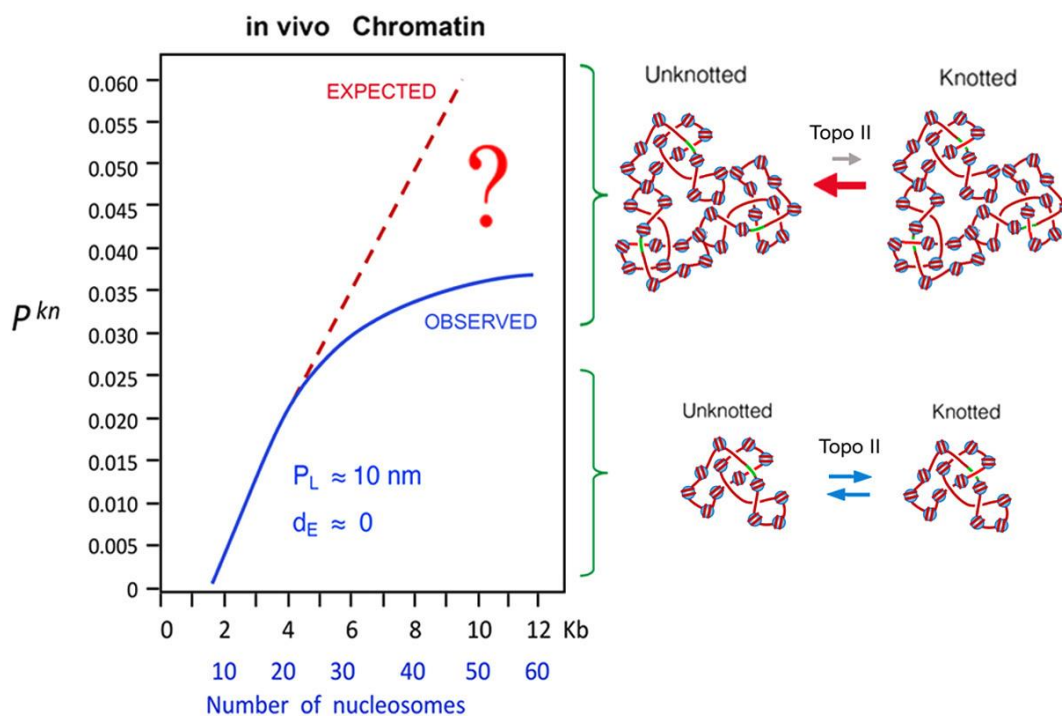 in vivo Chromatin
P kn
0.060
0.055
0.050
0.045
0.040
0.035
0.030
0.025
0.020
0.015
0.010
0.005
0
EXPECTED
?
OBSERVED
PL ≈ 10 nm
dE ≈ 0
0 2 4 6 8 10 12 Kb
10 20 30 40 50 60
Number of nucleosomes
Unknotted
Knotted
Topo II
Unknotted
Knotted
Topo II